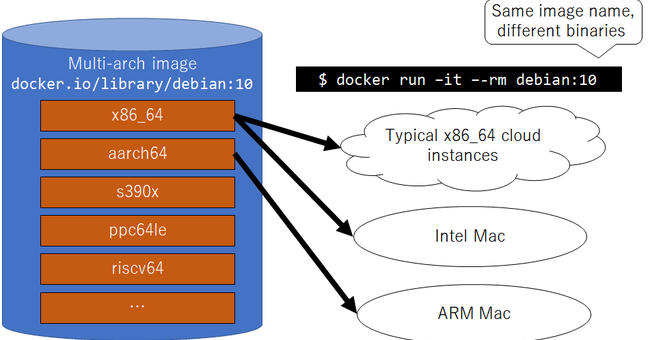 Same image name,
different binaries
Multi-arch image
docker.io/library/debian:10
$ docker run –it --rm debian:10
x86_64
aarch64
s390x
ppc64le
riscv64
…
Typical x86_64 cloud
instances
Intel Mac
ARM Mac